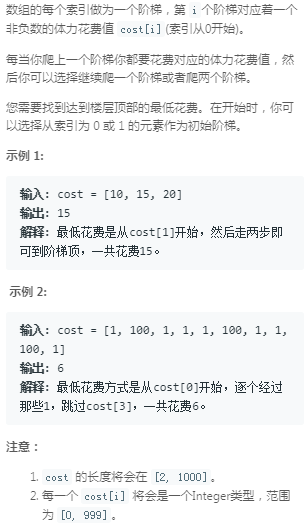 数组的每个索引做为一个阶梯，第 i个阶梯对应着一个
非负数的体力花费值 cost[i](索引从0开始)。
每当你爬上一个阶梯你都要花费对应的体力花费值，然
后你可以选择继续爬一个阶梯或者爬两个阶梯。
您需要找到达到楼层顶部的最低花费。在开始时，你可
以选择从索引为 0 或 1 的元素作为初始阶梯。
示例 1:
输入: cost = [10, 15, 20]
输出: 15
解释: 最低花费是从cost[1]开始，然后走两步即
可到阶梯顶，一共花费15。
示例 2:
输入: cost = [1, 100, 1, 1, 1, 100, 1, 1,
100, 1]
输出: 6
解释: 最低花费方式是从cost[0]开始，逐个经过
那些1，跳过cost[3]，一共花费6。
注意：
1. cost 的长度将会在 [2, 1000]。
2. 每一个 cost[i] 将会是一个Integer类型，范围
为 [0, 999]。